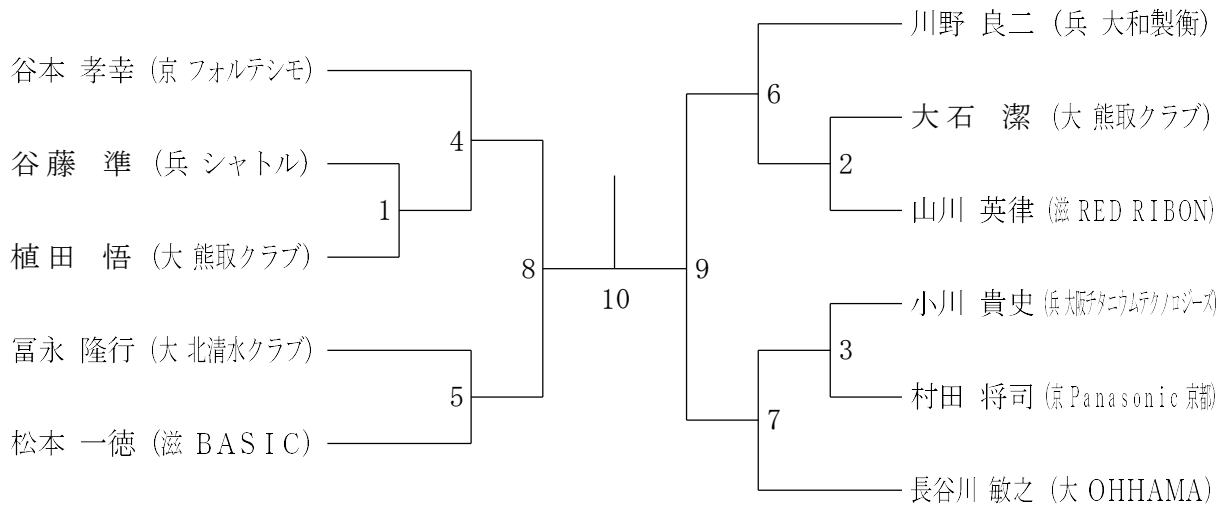 谷本 孝幸 (京 フォルテシモ)
谷藤 準 (兵 シャトル)
植田 悟 (大 熊取クラブ)
冨永 隆行 (大 北清水クラブ)
松本 一徳 (滋 BASIC)
4
1
8
5
10
川野 良二 (兵 大和製衡)
大石 潔 (大 熊取クラブ)
山川 英律 (滋 RED RIBON)
小川 貴史 (兵 大阪チタニウムテクノロジーズ)
村田 将司 (京 Panasonic 京都)
長谷川 敏之 (大 OHHAMA)
6
2
9
3
7